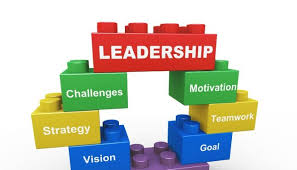 LEADERSHIP
Challenges
Motivation
Strategy
Teamwork
Vision
Goal